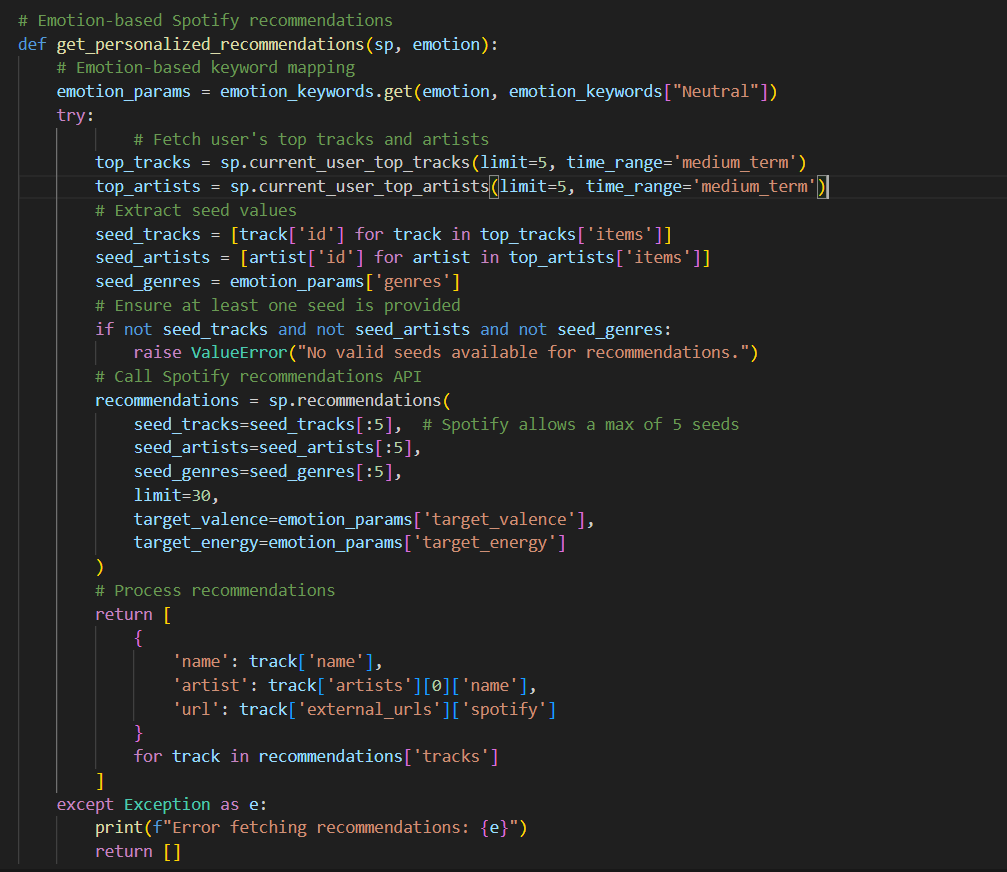 # Emotion-based Spotify recommendations
def get_personalized_recommendations(sp, emotion):
    # Emotion-based keyword mapping
    emotion_params = emotion_keywords.get(emotion, emotion_keywords["Neutral"])
    try:
            # Fetch user's top tracks and artists
        top_tracks = sp.current_user_top_tracks(limit=5, time_range='medium_term')
        top_artists = sp.current_user_top_artists(limit=5, time_range='medium_term')
        # Extract seed values
        seed_tracks = [track['id'] for track in top_tracks['items']]
        seed_artists = [artist['id'] for artist in top_artists['items']]
        seed_genres = emotion_params['genres']
        # Ensure at least one seed is provided
        if not seed_tracks and not seed_artists and not seed_genres:
            raise ValueError("No valid seeds available for recommendations.")
        # Call Spotify recommendations API
        recommendations = sp.recommendations(
            seed_tracks=seed_tracks[:5],  # Spotify allows a max of 5 seeds
            seed_artists=seed_artists[:5],
            seed_genres=seed_genres[:5],
            limit=30,
            target_valence=emotion_params['target_valence'],
            target_energy=emotion_params['target_energy']
        )
        # Process recommendations
        return [
            {
                'name': track['name'],
                'artist': track['artists'][0]['name'],
                'url': track['external_urls']['spotify']
            }
            for track in recommendations['tracks']
        ]
    except Exception as e:
        print(f"Error fetching recommendations: {e}")
        return []